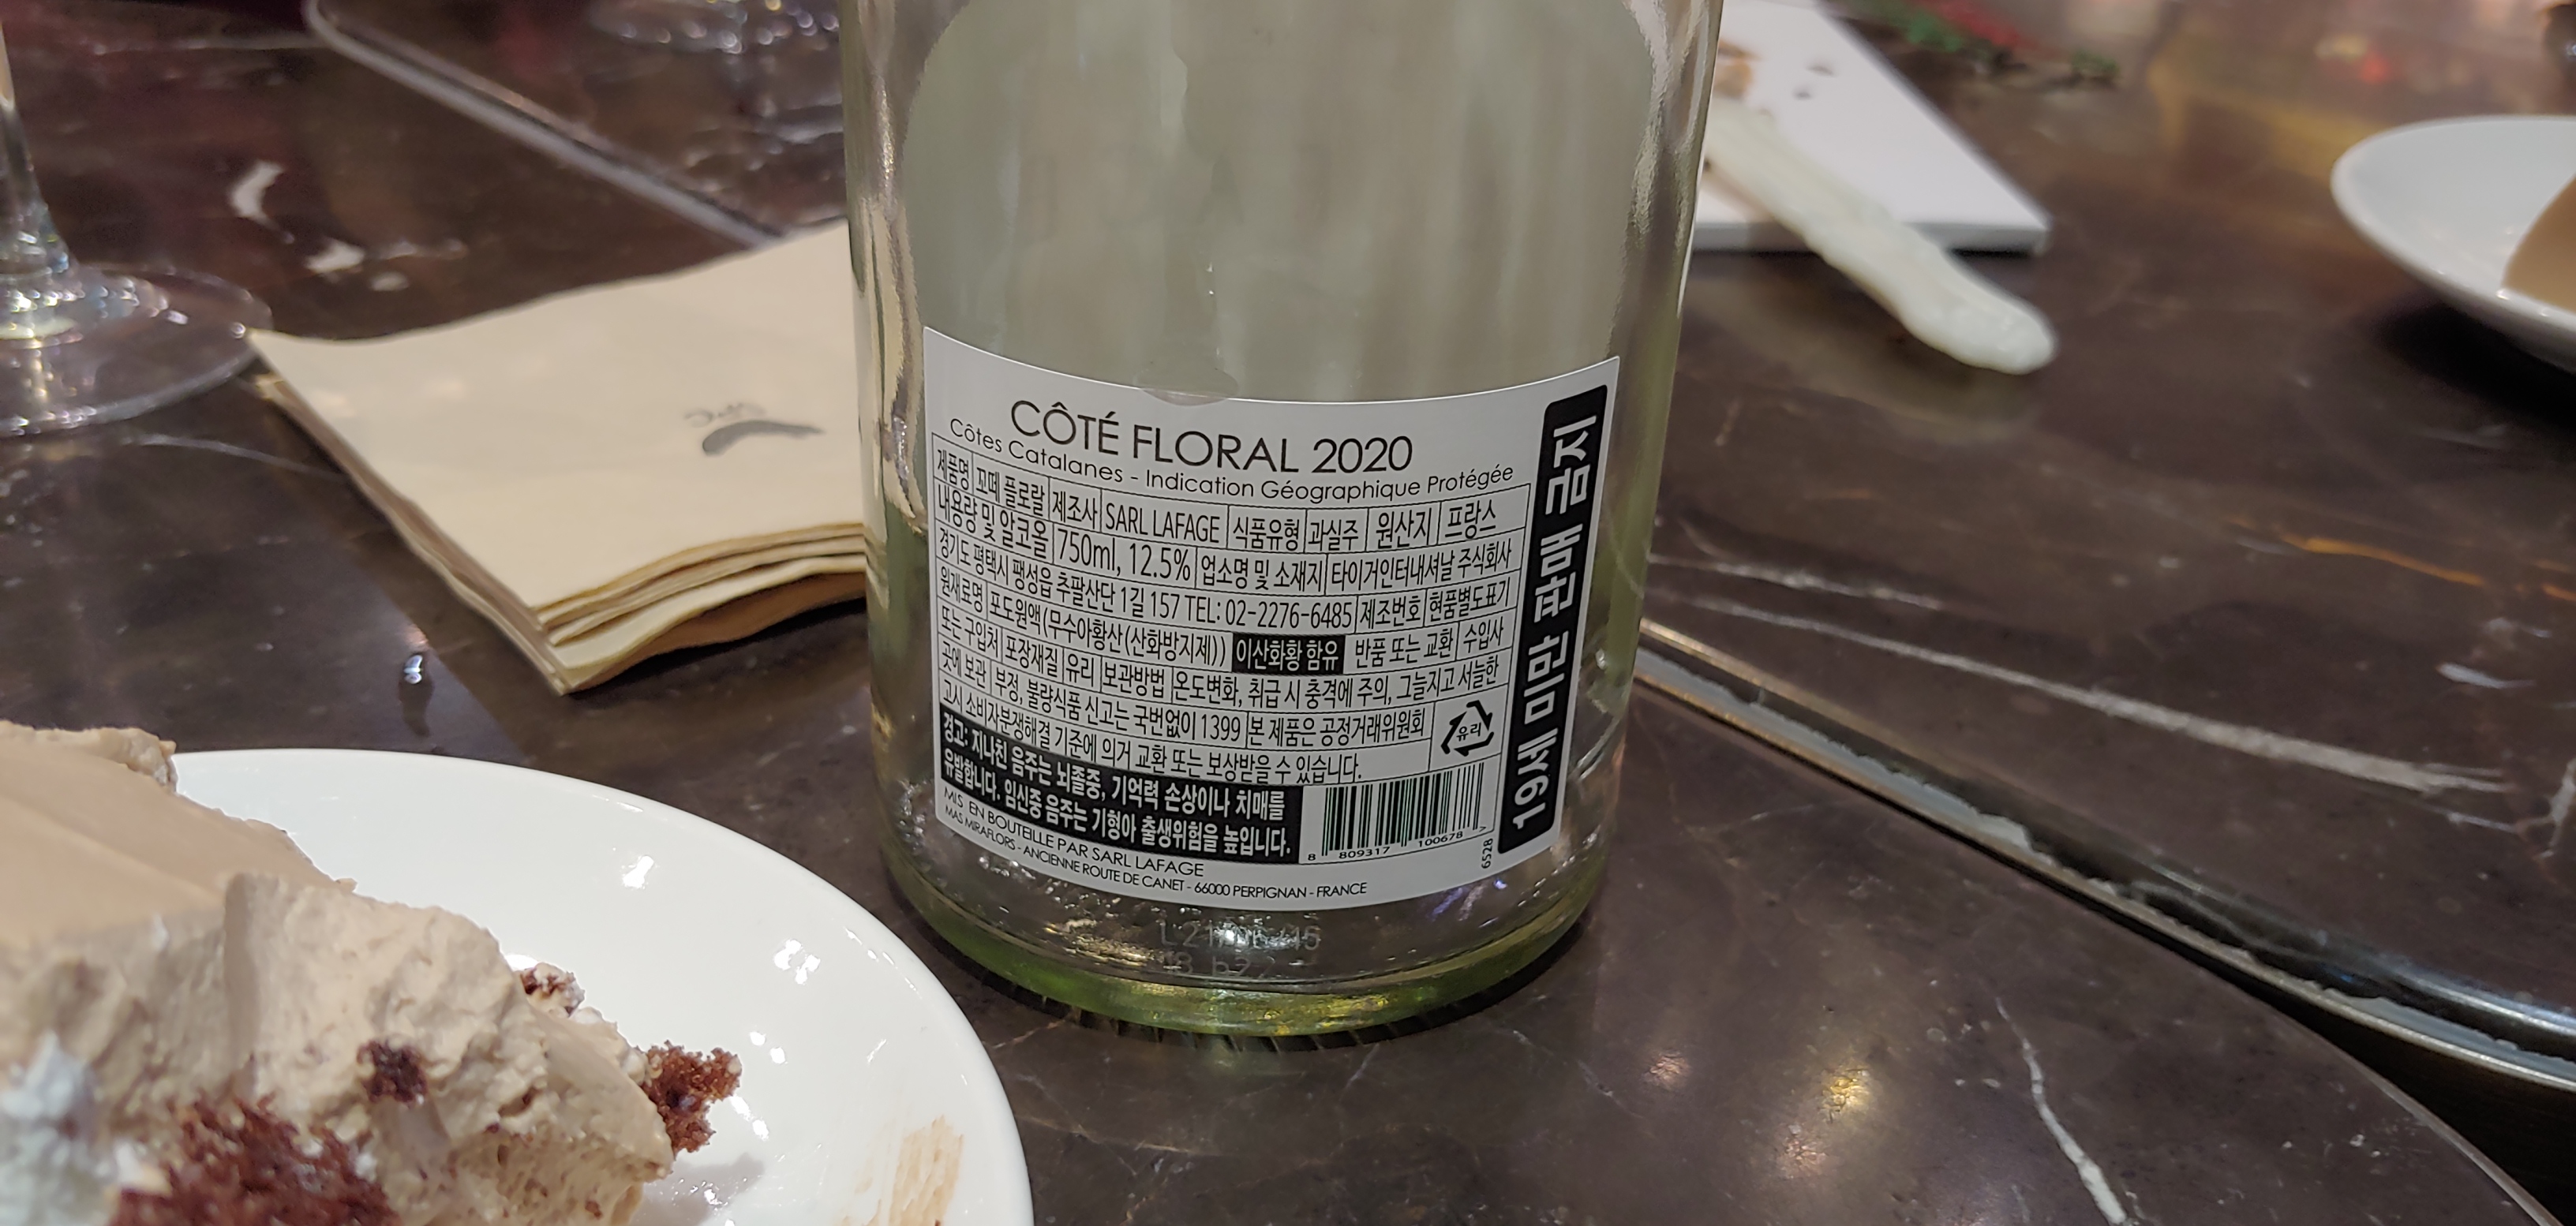 CÔTÉ FLORAL 2020
Côtes Catalanes - Indication Géographique Protégée
제품명 꼬떼 플로랄 제조사 SARL LAFAGE 식품유형 과실주 원산지 프랑스
내용량 및 알코올 750ml, 12.5% 업소명 및 소재지 타이거인터내셔날 주식회사
경기도 평택시 팽성읍 추팔산단 1길 157 TEL: 02-2276-6485 제조번호 현품별도표기
원재료명 포도원액(무수아황산(산화방지제)) 이산화황 함유 반품 또는 교환 수입사
또는 구입처 포장재질 유리 보관방법 온도변화, 취급 시 충격에 주의, 그늘지고 서늘한
곳에 보관 부정, 불량식품 신고는 국번없이 1399 본 제품은 공정거래위원회
고시 소비자분쟁해결 기준에 의거 교환 또는 보상받을 수 있습니다.
유리
경고: 지나친 음주는 뇌졸중, 기억력 손상이나 치매를
유발합니다. 임신중 음주는 기형아 출생위험을 높입니다.
8 809317 100678 >
6528
MIS EN BOUTEILLE PAR SARL LAFAGE
MAS MIRAFLORS - ANCIENNE ROUTE DE CANET - 66000 PERPIGNAN - FRANCE
19세 미만 판매 금지